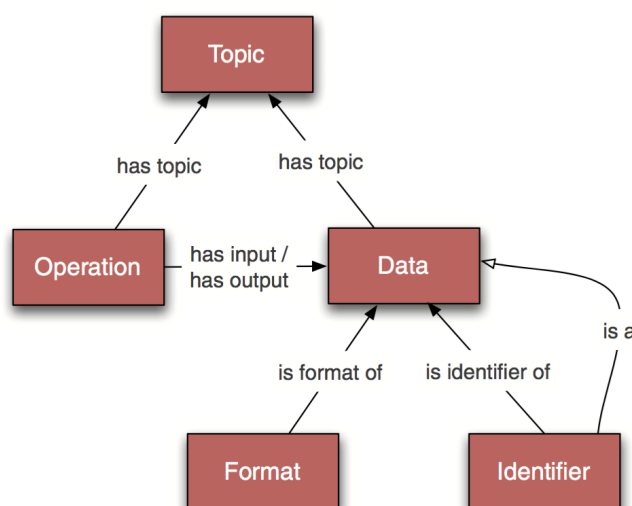 Topic
has topic
has topic
Operation
has input /
has output
Data
is a
is format of
is identifier of
Format
Identifier